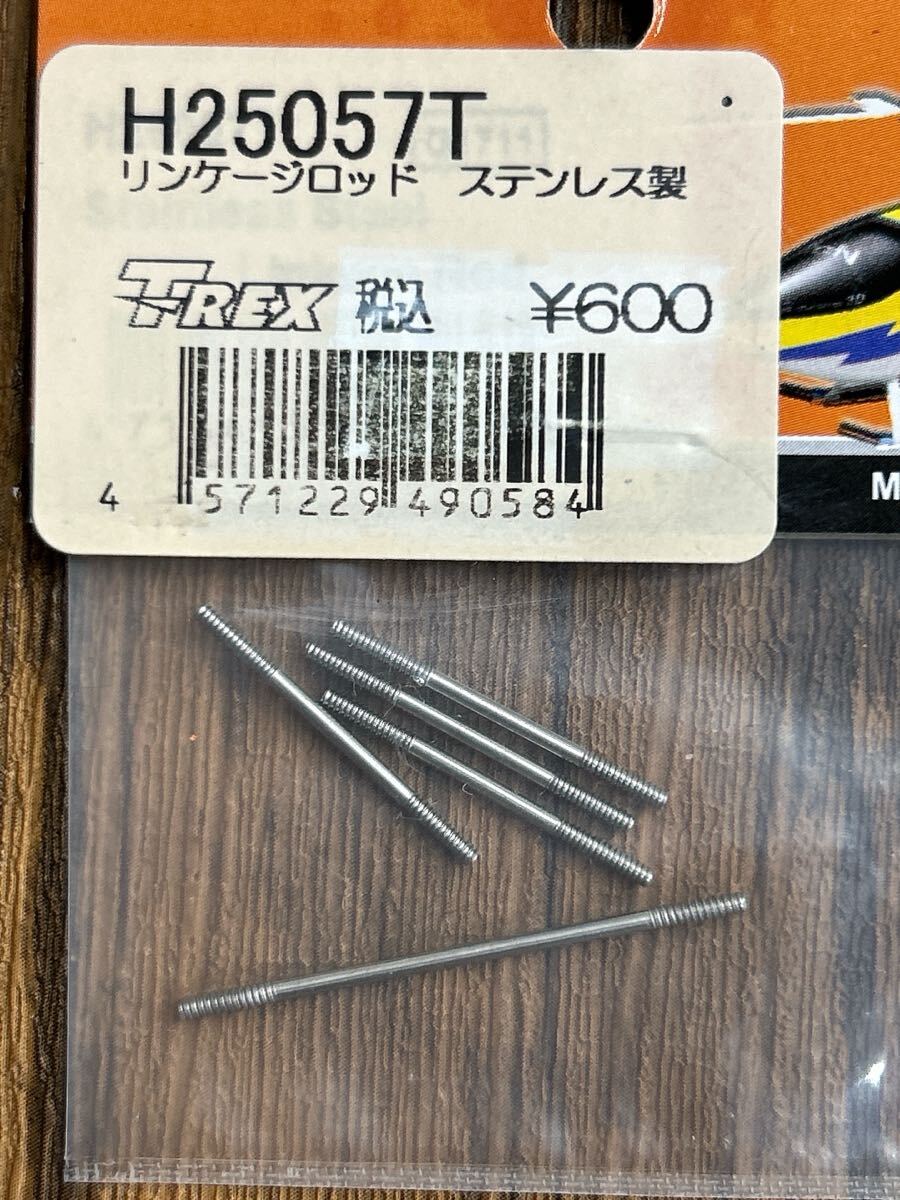 H25057T
リンケージロッド ステンレス製
T-REX 税込 ¥600
4 571229 490584
M